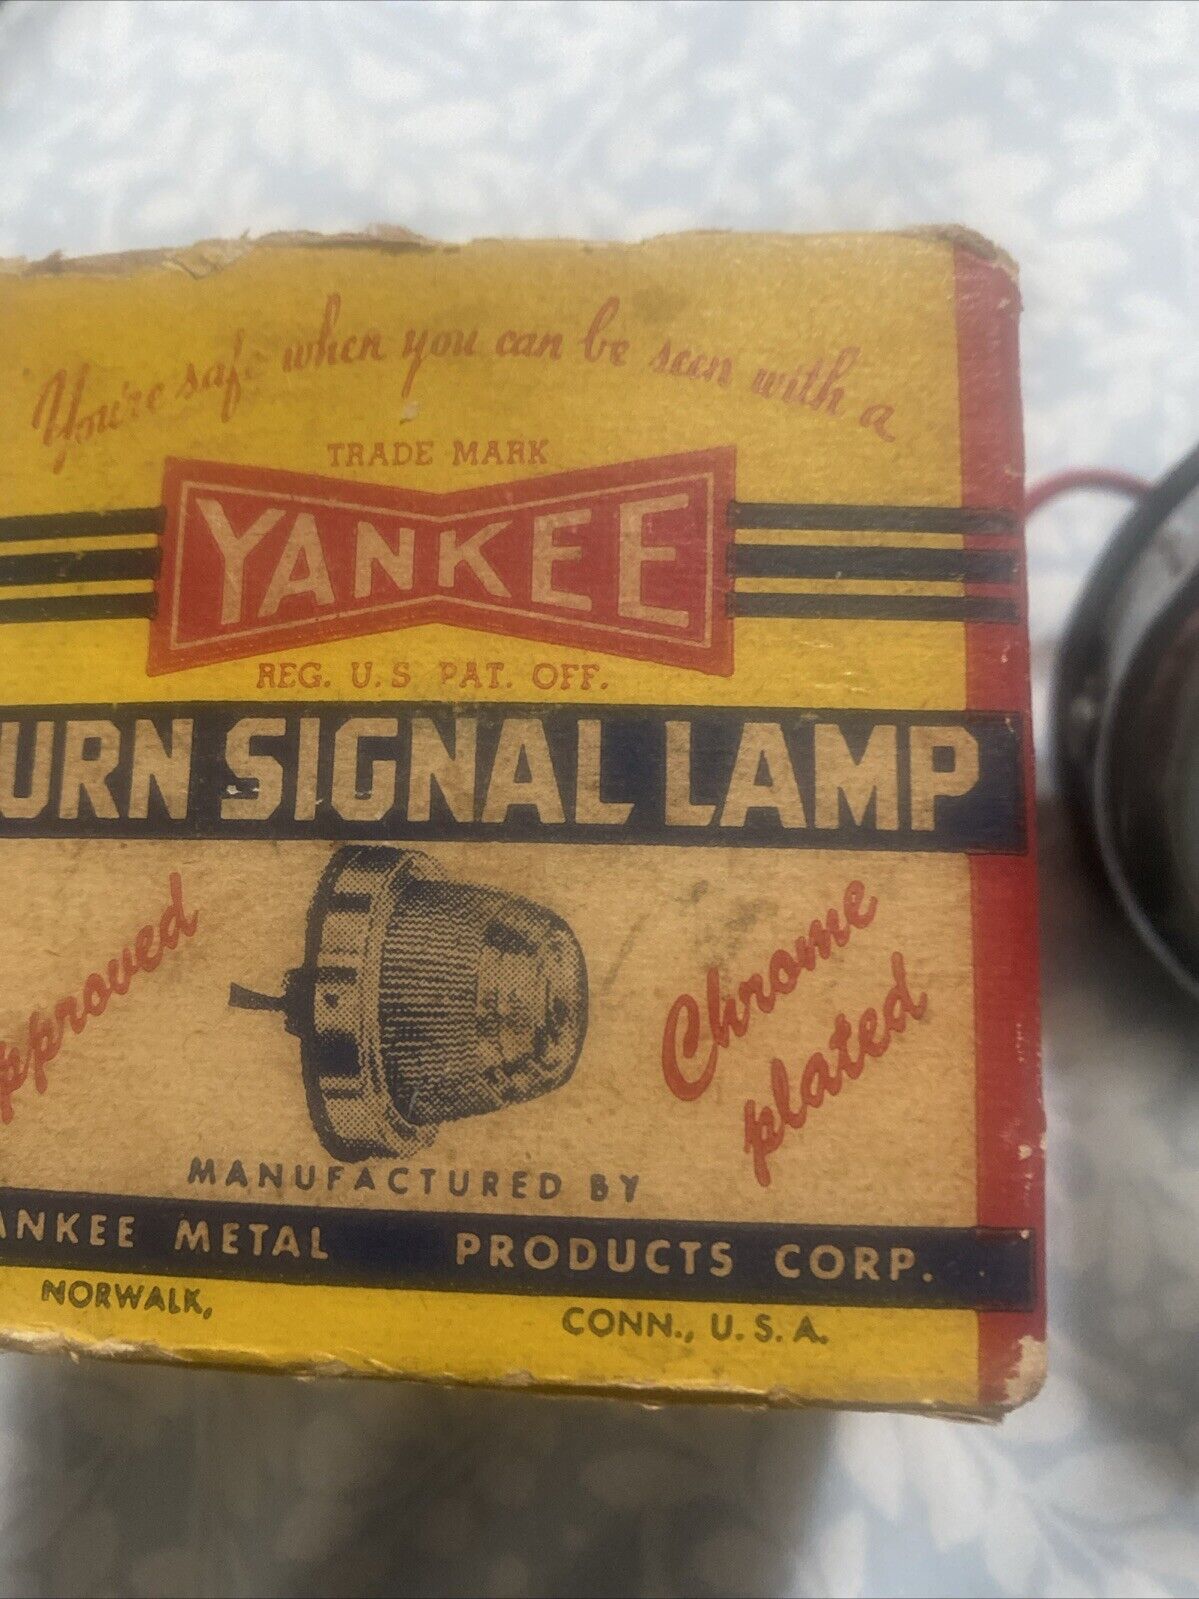 You're safe when you can be seen with a
TRADE MARK
YANKEE
REG. U.S PAT. OFF.
URN SIGNAL LAMP
pproved
Chrome
plated
MANUFACTURED BY
ANKEE METAL PRODUCTS CORP.
NORWALK, CONN., U.S.A.